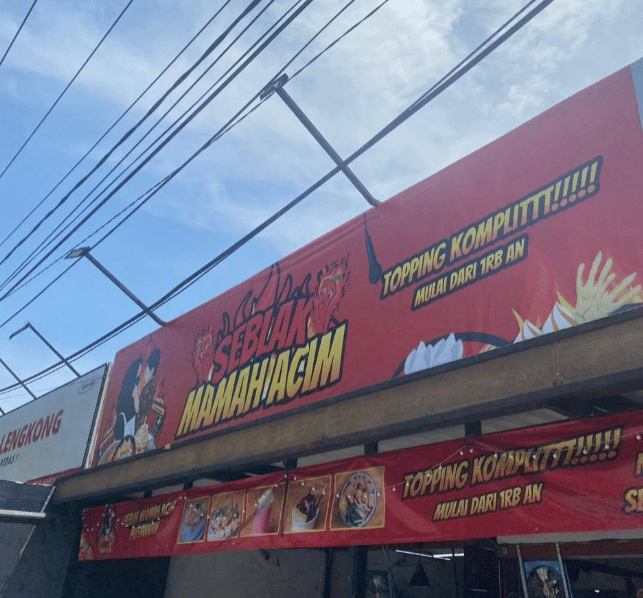 TOPPING KOMPLITTT!!!!!
MULAI DARI 1RB AN
SEBLAK
MAMAH ACIM
LENGKONG
TOPPING KOMPLITTT!!!!!
MULAI DARI 1RB AN